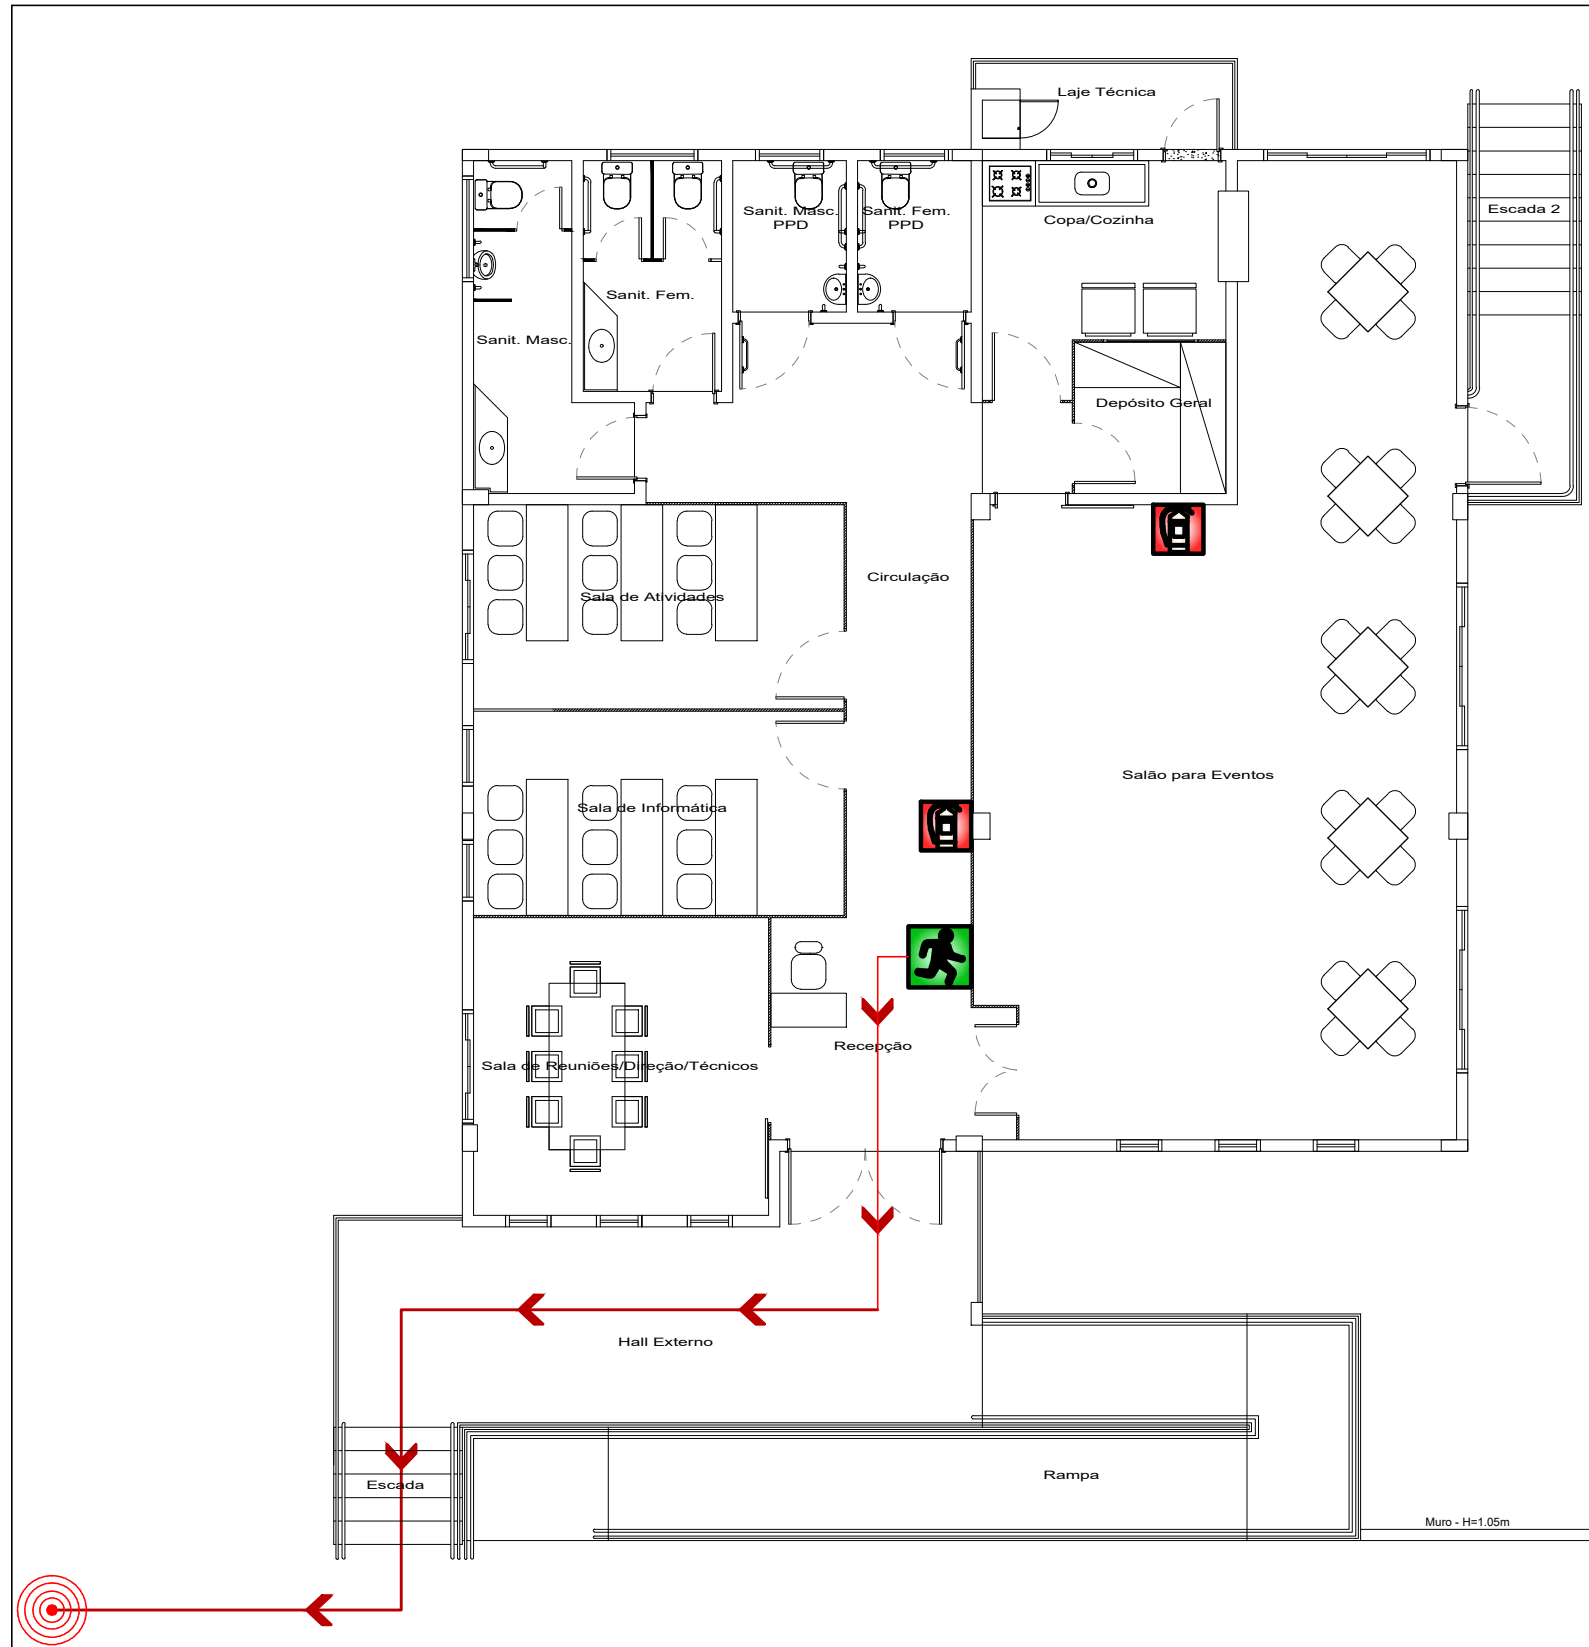 Laje Técnica
Escada 2
Sanit. Masc.
PPD
Sanit. Fem.
PPD
Copa/Cozinha
Sanit. Fem.
Sanit. Masc.
Depósito Geral
Circulação
Sala de Atividades
Salão para Eventos
Sala de Informática
Recepção
Sala de Reuniões/Direção/Técnicos
Hall Externo
Rampa
Escada
Muro - H=1.05m